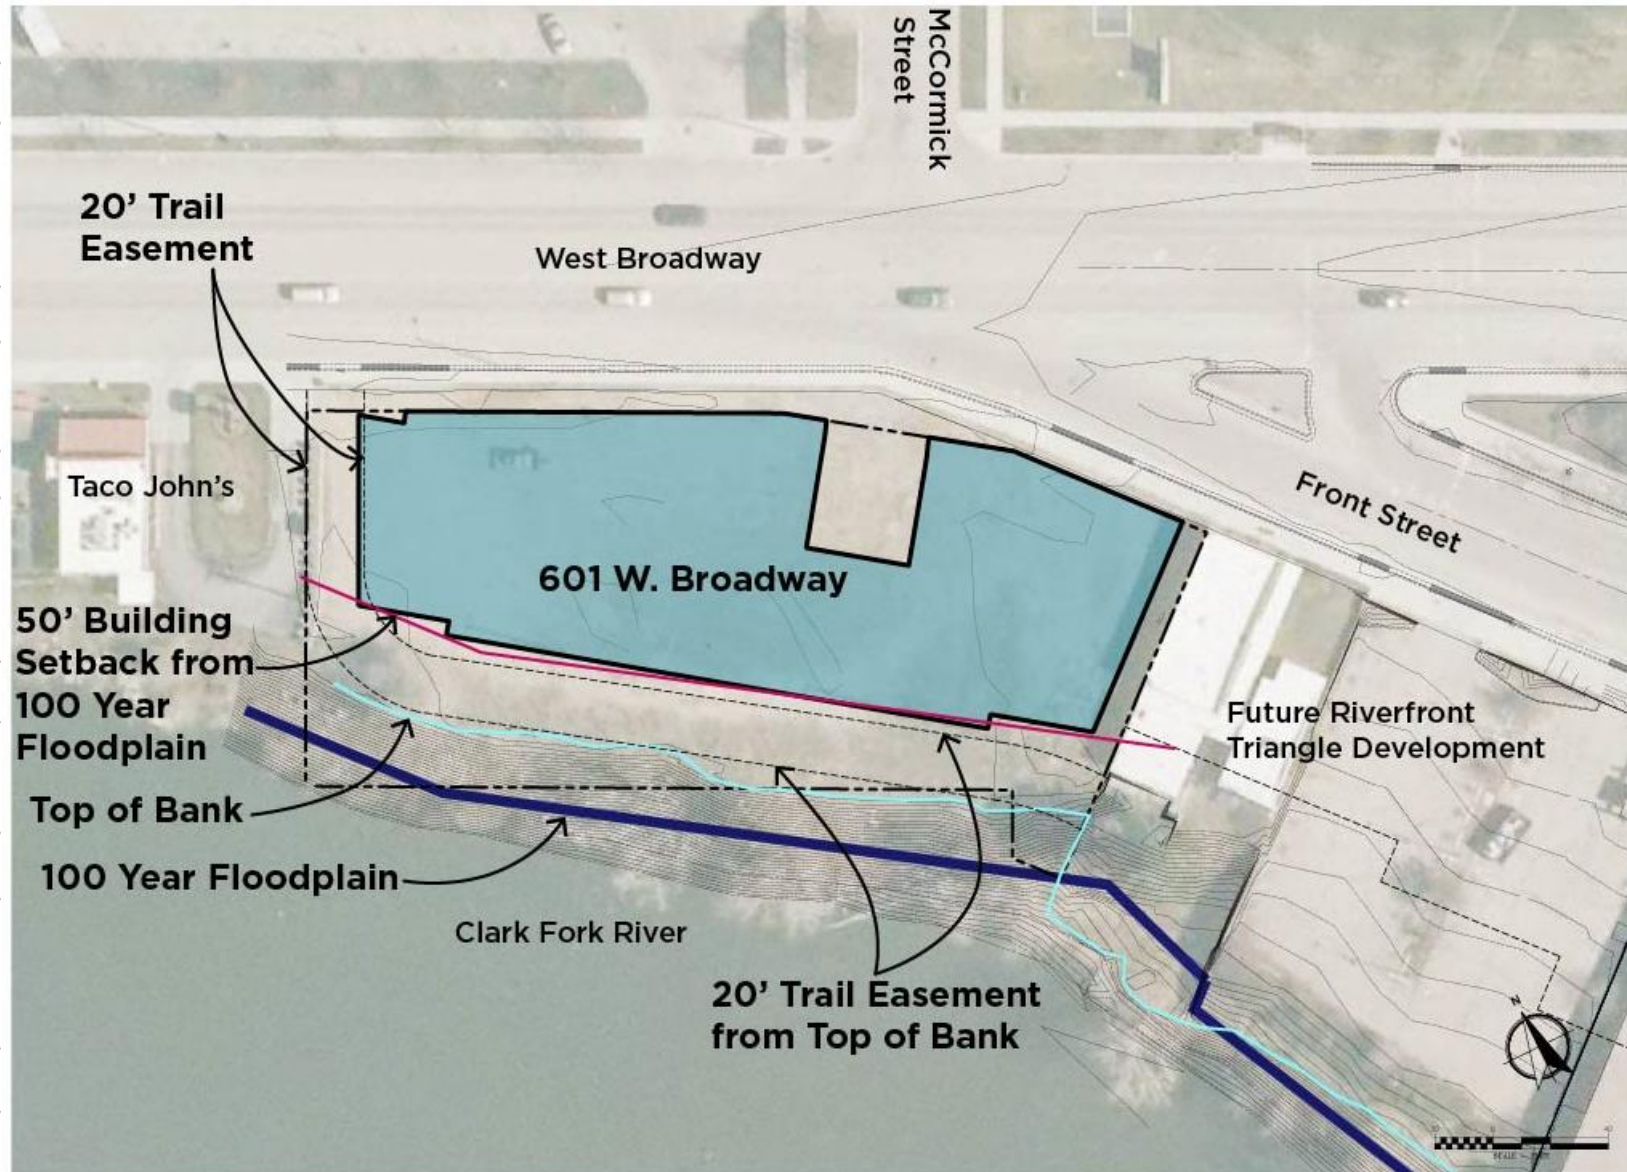 McCormick
Street
20’ Trail
Easement
West Broadway
Taco John’s
Front Street
601 W. Broadway
50’ Building
Setback from
100 Year
Floodplain
Future Riverfront
Triangle Development
Top of Bank
100 Year Floodplain
Clark Fork River
20’ Trail Easement
from Top of Bank
N